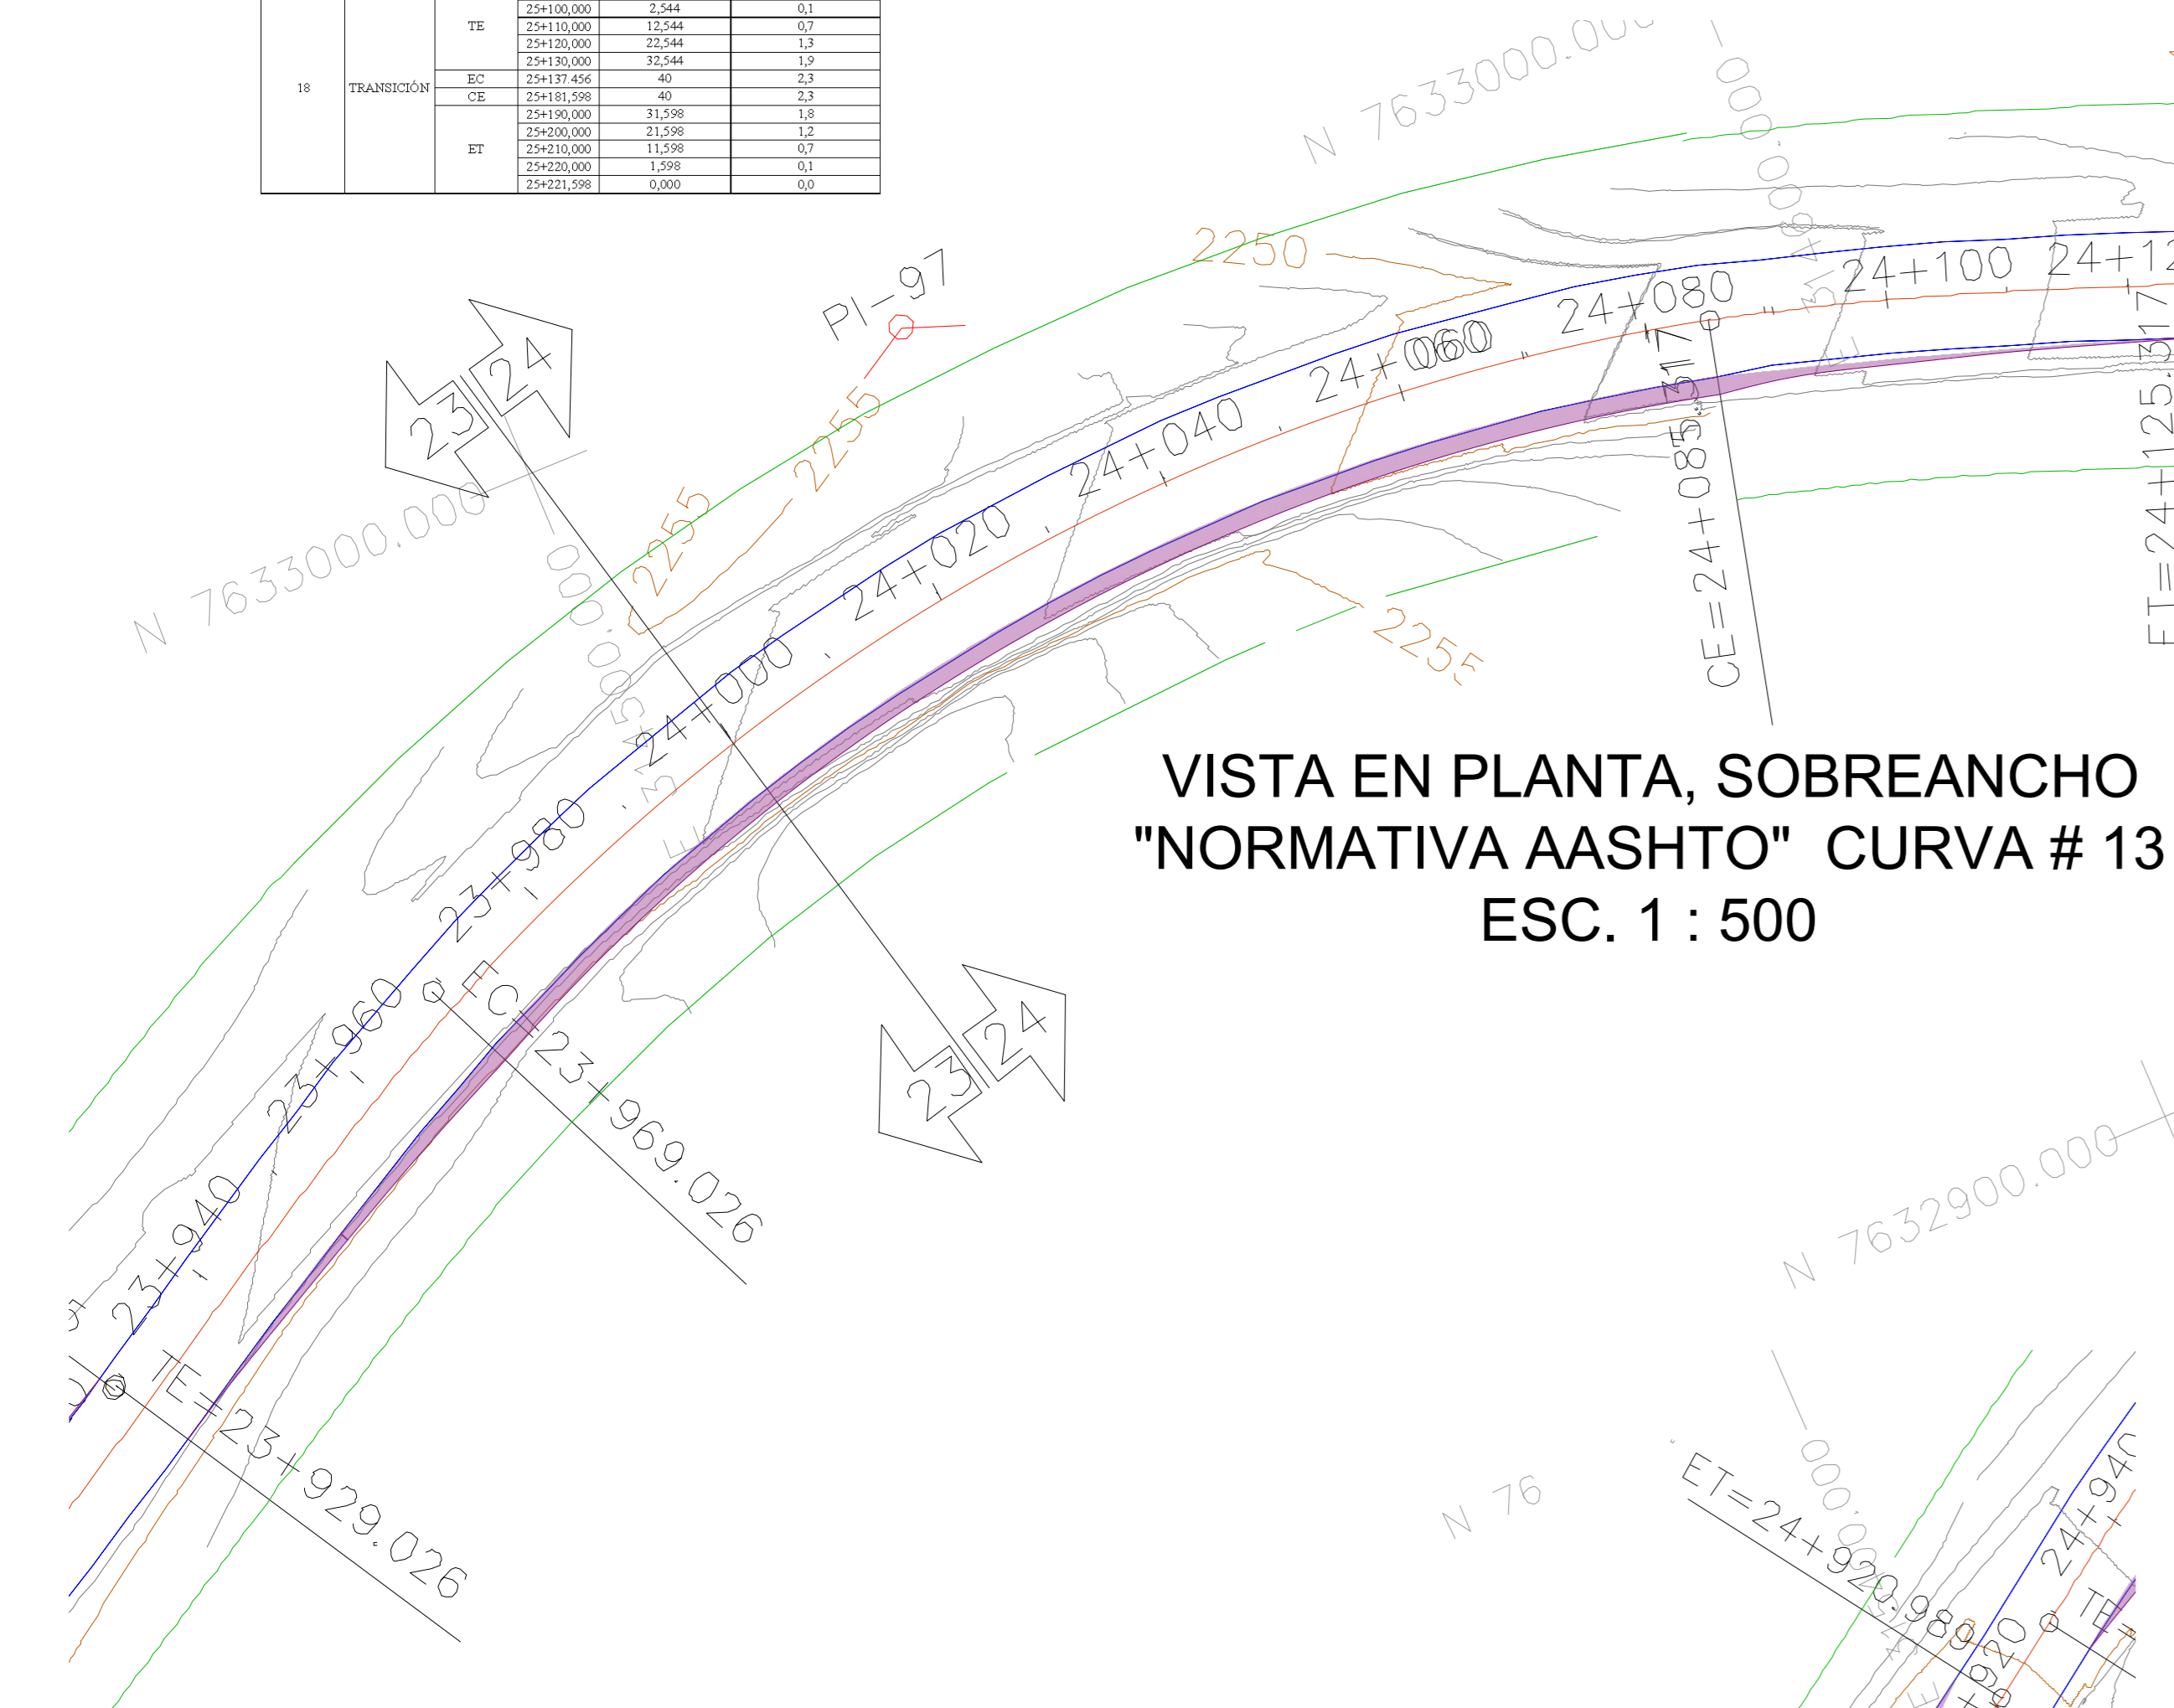 25+100,000 2,544 0,1
TE 25+110,000 12,544 0,7
25+120,000 22,544 1,3
25+130,000 32,544 1,9
EC 25+137.456 40 2,3
18 TRANSICIÓN
CE 25+181,598 40 2,3
25+190,000 31,598 1,8
25+200,000 21,598 1,2
ET 25+210,000 11,598 0,7
25+220,000 1,598 0,1
25+221,598 0,000 0,0
N 7633000.000
PI-97
2250
24+100
24+080
24+060
24+040
24+020
24+000
23+980
23+960
23+940
23 24
N 7633000.000
2255
2255
CE=24+085.317
ET=24+125.317
VISTA EN PLANTA, SOBREANCHO
"NORMATIVA AASHTO" CURVA # 13
ESC. 1 : 500
EC=23+969.026
23 24
TE=23+929.026
N 7632900.000
N 76
ET=24+922.989
24+940
TE=